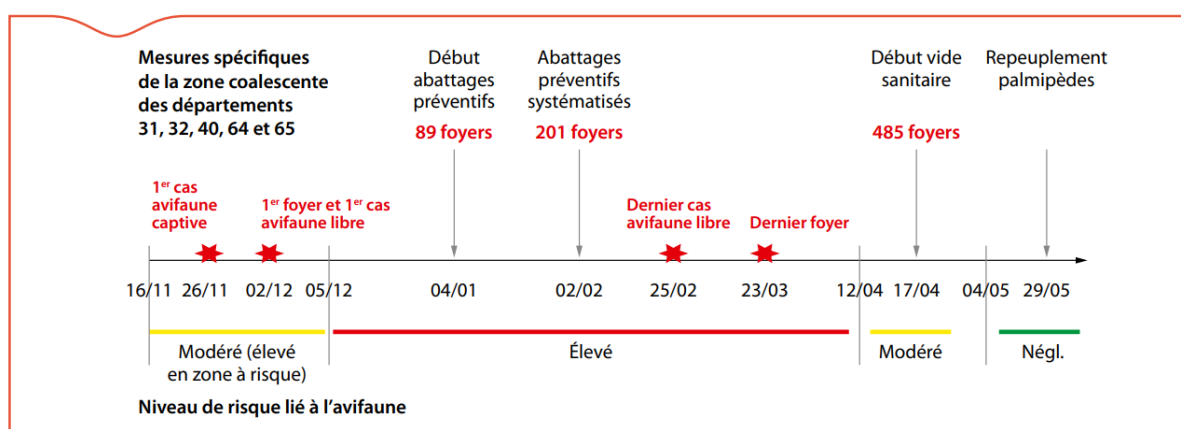 Mesures spécifiques
de la zone coalescente
des départements
31, 32, 40, 64 et 65
Début
abattages
préventifs
89 foyers
Abattages
préventifs
systématisés
201 foyers
Début vide
sanitaire
485 foyers
Repeuplement
palmipèdes
1er cas
avifaune
captive
1er foyer et 1er cas
avifaune libre
Dernier cas
avifaune libre
Dernier foyer
16/11 26/11 02/12 05/12 04/01 02/02 25/02 23/03 12/04 17/04 04/05 29/05
Modéré (élevé
en zone à risque)
Élevé
Modéré
Négl.
Niveau de risque lié à l’avifaune